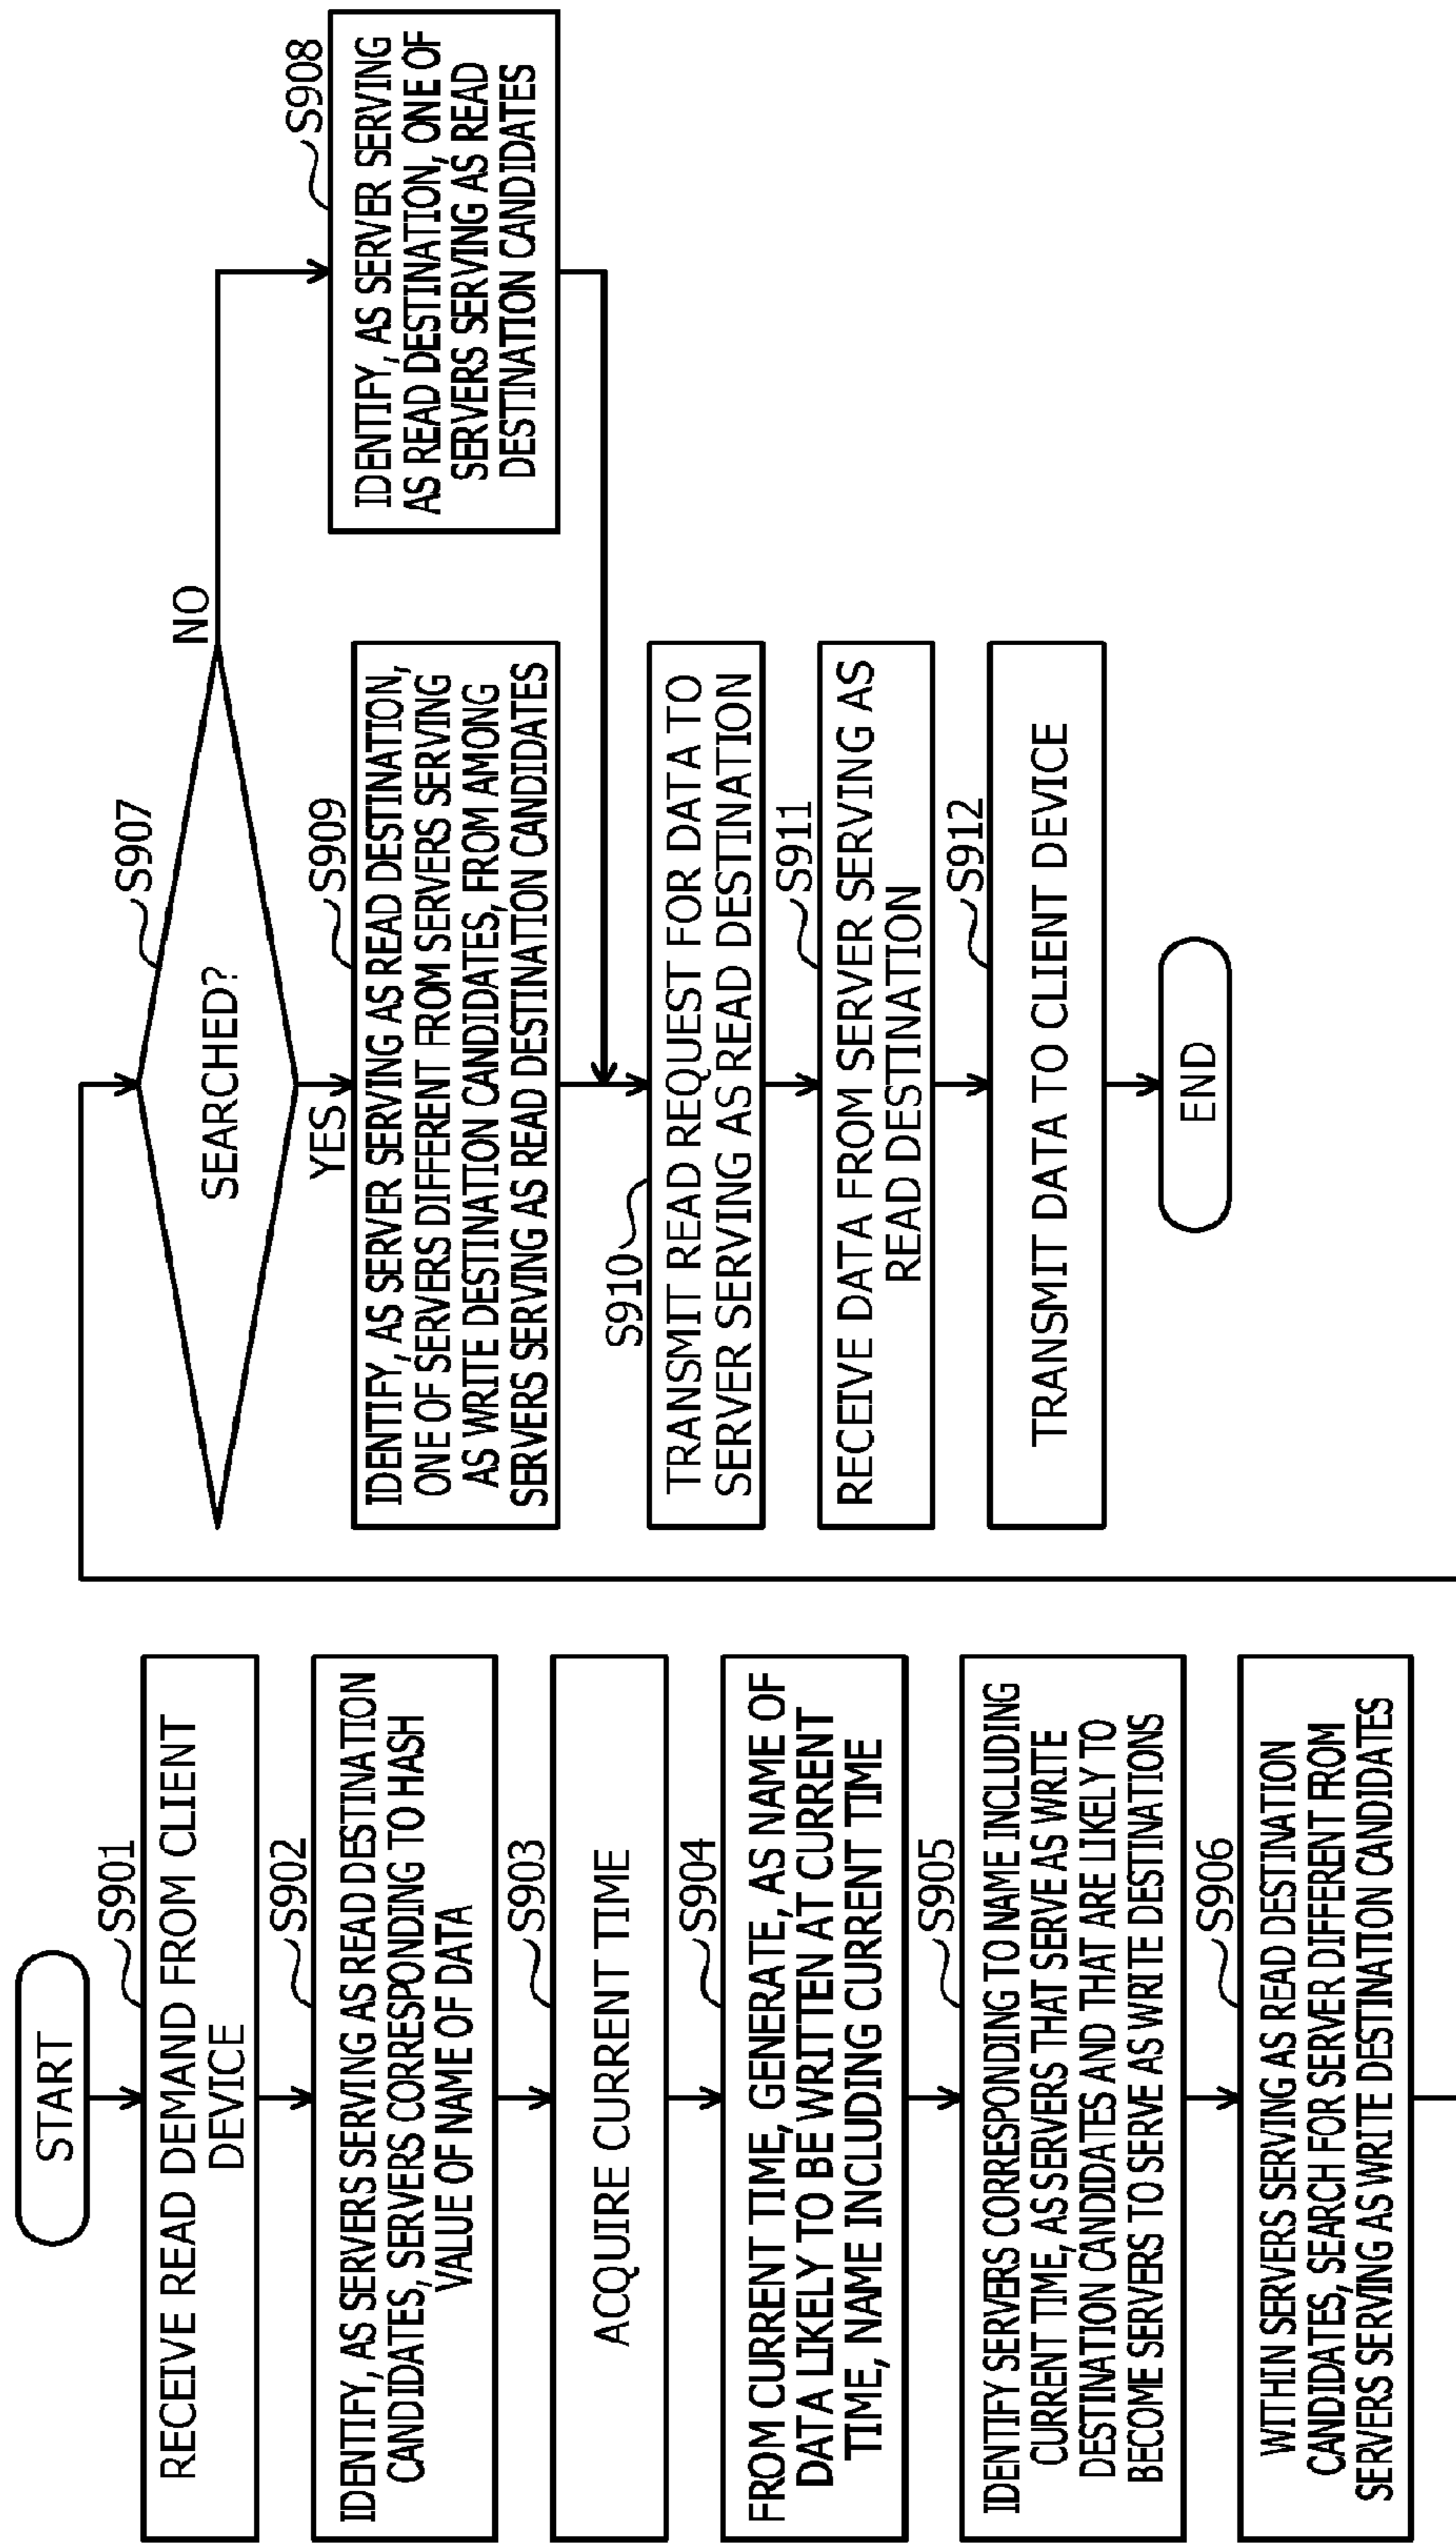 START
S901
RECEIVE READ DEMAND FROM CLIENT
DEVICE
S902
IDENTIFY, AS SERVERS SERVING AS READ DESTINATION
CANDIDATES, SERVERS CORRESPONDING TO HASH
VALUE OF NAME OF DATA
S903
ACQUIRE CURRENT TIME
S904
FROM CURRENT TIME, GENERATE, AS NAME OF
DATA LIKELY TO BE WRITTEN AT CURRENT
TIME, NAME INCLUDING CURRENT TIME
S905
IDENTIFY SERVERS CORRESPONDING TO NAME INCLUDING
CURRENT TIME, AS SERVERS THAT SERVE AS WRITE
DESTINATION CANDIDATES AND THAT ARE LIKELY TO
BECOME SERVERS TO SERVE AS WRITE DESTINATIONS
S906
WITHIN SERVERS SERVING AS READ DESTINATION
CANDIDATES, SEARCH FOR SERVER DIFFERENT FROM
SERVERS SERVING AS WRITE DESTINATION CANDIDATES
S907
SEARCHED?
NO
YES
S908
IDENTIFY, AS SERVER SERVING
AS READ DESTINATION, ONE OF
SERVERS SERVING AS READ
DESTINATION CANDIDATES
S909
IDENTIFY, AS SERVER SERVING AS READ DESTINATION,
ONE OF SERVERS DIFFERENT FROM SERVERS SERVING
AS WRITE DESTINATION CANDIDATES, FROM AMONG
SERVERS SERVING AS READ DESTINATION CANDIDATES
S910
TRANSMIT READ REQUEST FOR DATA TO
SERVER SERVING AS READ DESTINATION
S911
RECEIVE DATA FROM SERVER SERVING AS
READ DESTINATION
S912
TRANSMIT DATA TO CLIENT DEVICE
END